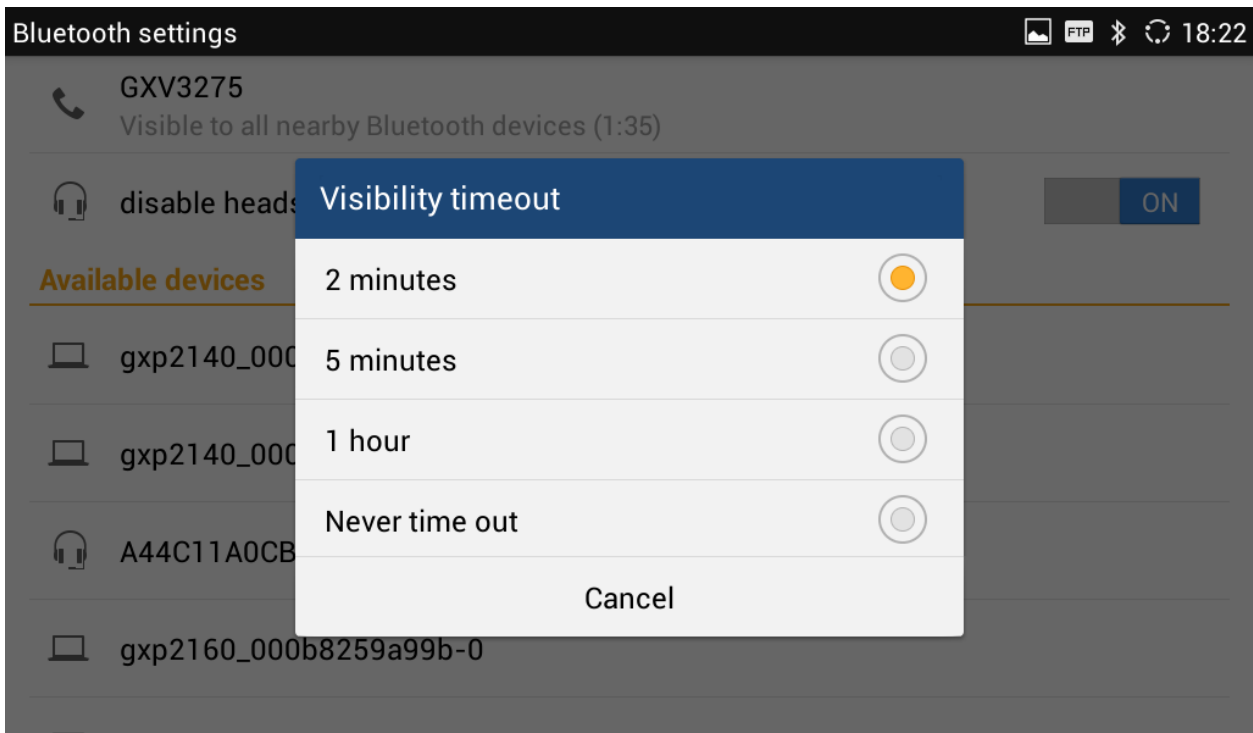 Bluetooth settings
FTP
18:22
GXV3275
Visible to all nearby Bluetooth devices (1:35)
disable heads
ON
Visibility timeout
Available devices
2 minutes
gxp2140_000
5 minutes
gxp2140_000
1 hour
A44C11A0CB
Never time out
Cancel
gxp2160_000b8259a99b-0